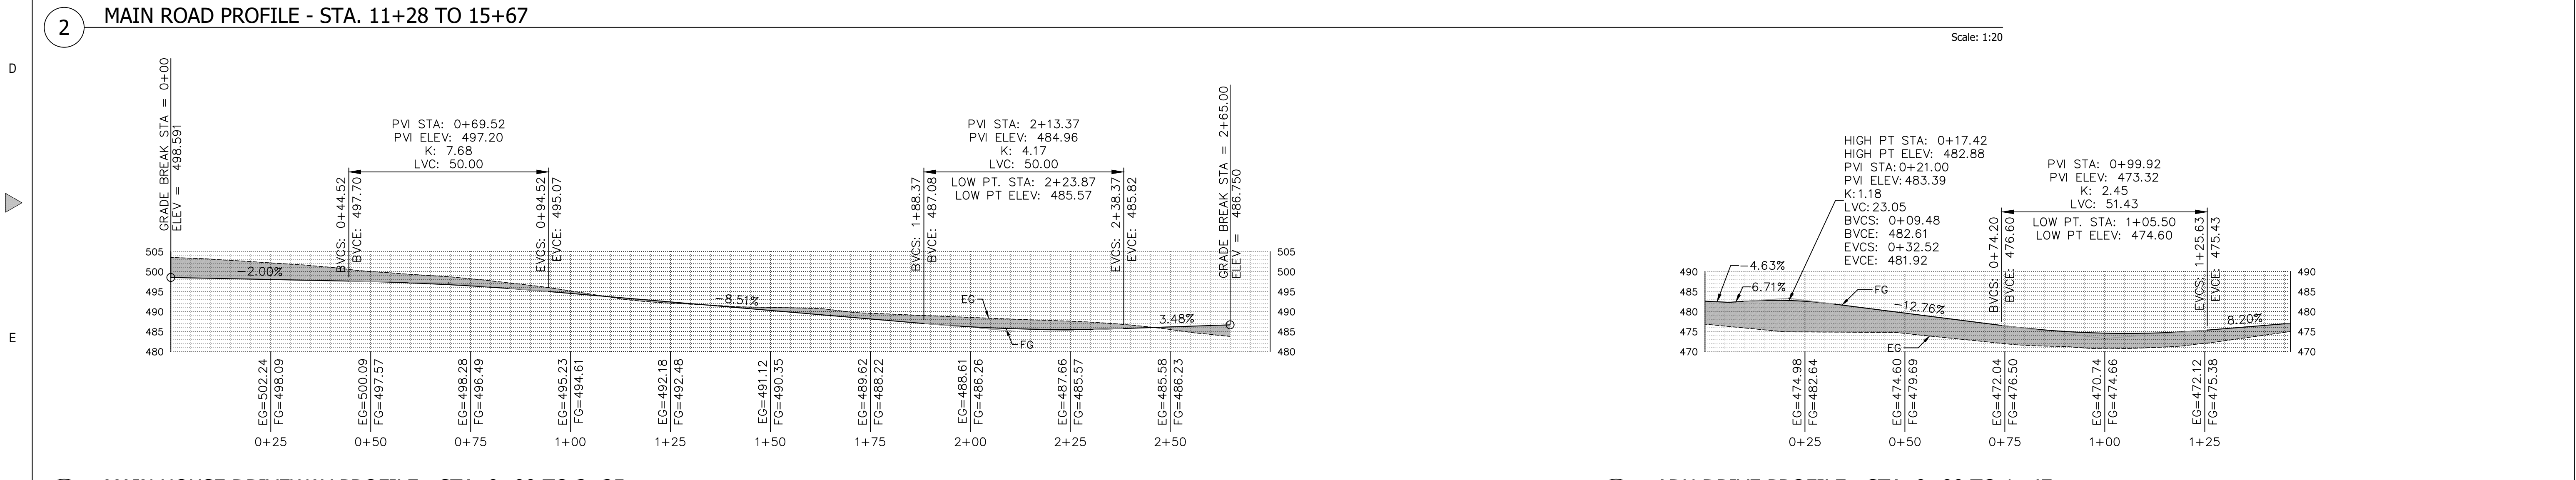 2
MAIN ROAD PROFILE - STA. 11+28 TO 15+67
Scale: 1:20
D
E
GRADE BREAK STA = 0+00
ELEV = 498.591
PVI STA: 0+69.52
PVI ELEV: 497.20
K: 7.68
LVC: 50.00
BVCS: 0+44.52
BVCE: 497.70
EVCS: 0+94.52
EVCE: 495.07
PVI STA: 2+13.37
PVI ELEV: 484.96
K: 4.17
LVC: 50.00
LOW PT. STA: 2+23.87
LOW PT ELEV: 485.57
BVCS: 1+88.37
BVCE: 487.08
EVCS: 2+38.37
EVCE: 485.82
GRADE BREAK STA = 2+65.00
ELEV = 486.750
505
500
495
490
485
480
505
500
495
490
485
480
-2.00%
-8.51%
3.48%
EG
FG
EG=502.24
FG=498.09
EG=500.09
FG=497.57
EG=498.28
FG=496.49
EG=495.23
FG=494.61
EG=492.18
FG=492.48
EG=491.12
FG=490.35
EG=489.62
FG=488.22
EG=488.61
FG=486.26
EG=487.66
FG=485.57
EG=485.58
FG=486.23
0+25
0+50
0+75
1+00
1+25
1+50
1+75
2+00
2+25
2+50
HIGH PT STA: 0+17.42
HIGH PT ELEV: 482.88
PVI STA: 0+21.00
PVI ELEV: 483.39
K: 1.18
LVC: 23.05
BVCS: 0+09.48
BVCE: 482.61
EVCS: 0+32.52
EVCE: 481.92
PVI STA: 0+99.92
PVI ELEV: 473.32
K: 2.45
LVC: 51.43
LOW PT. STA: 1+05.50
LOW PT ELEV: 474.60
BVCS: 0+74.20
BVCE: 476.60
EVCS: 1+25.63
EVCE: 475.43
490
485
480
475
470
490
485
480
475
470
-4.63%
6.71%
FG
-12.76%
8.20%
EG
EG=474.98
FG=482.64
EG=474.60
FG=479.69
EG=472.04
FG=476.50
EG=470.74
FG=474.66
EG=472.12
FG=475.38
0+25
0+50
0+75
1+00
1+25